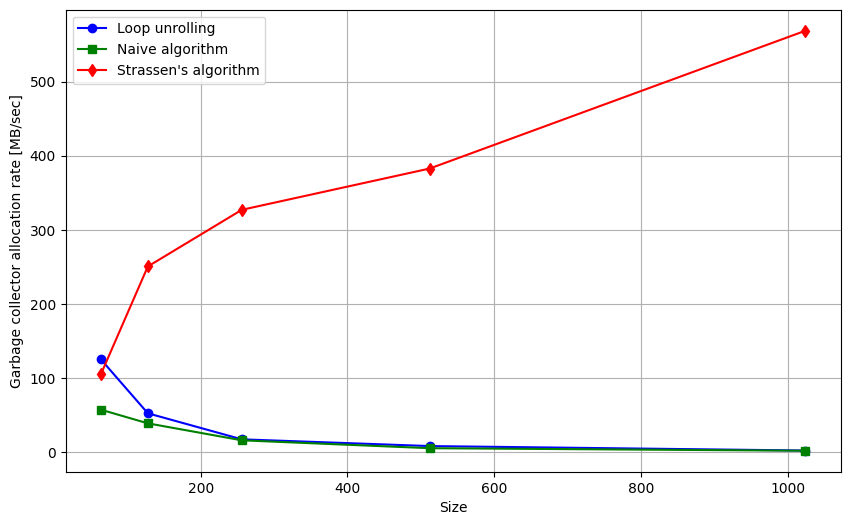 Loop unrolling
Naive algorithm
Strassen's algorithm
Garbage collector allocation rate [MB/sec]
500
400
300
200
100
0
200
400
600
800
1000
Size